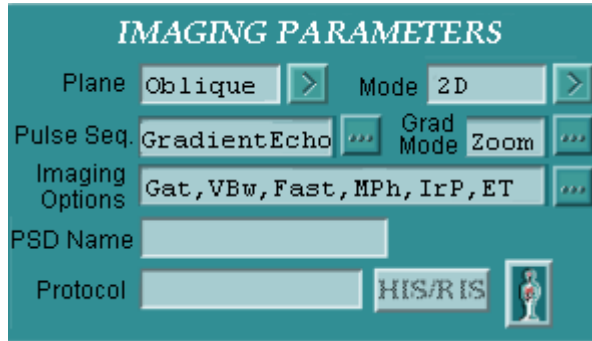 IMAGING PARAMETERS
Plane Oblique > Mode 2D >
Pulse Seq. GradientEcho ... Grad Mode Zoom ...
Imaging Options Gat,VBw,Fast,MPh,IrP,ET ...
PSD Name
Protocol HIS/RIS